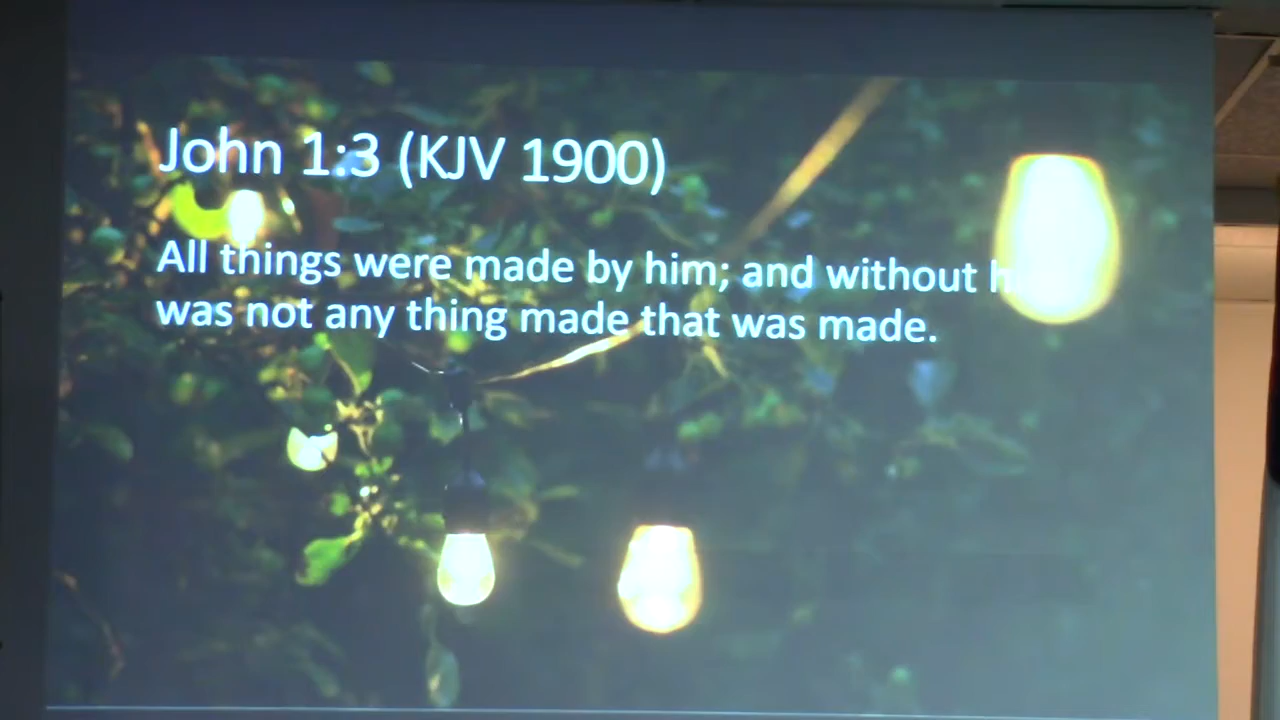 John 1:3 (KJV 1900)
All things were made by him; and without
was not any thing made that was made.